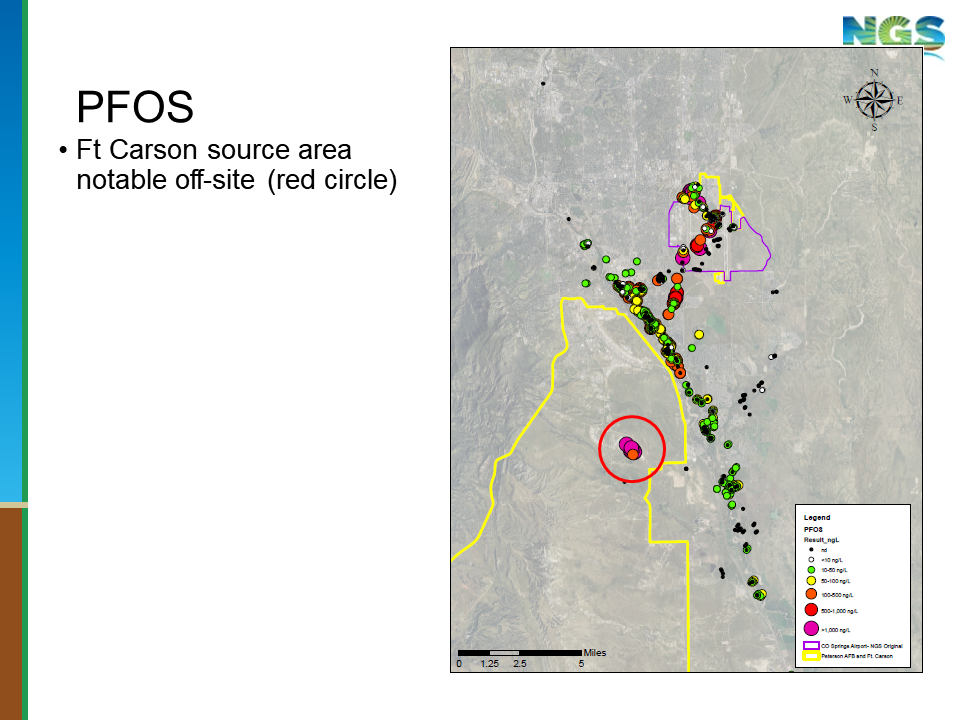 NGS
PFOS
• Ft Carson source area
notable off-site (red circle)
N
W E
S
Legend
PFOS
Result_ngL
nd
<10 ng/L
10-50 ng/L
50-100 ng/L
100-500 ng/L
500-1,000 ng/L
>1,000 ng/L
CO Springs Airport- NGS Original
Peterson AFB and Ft. Carson
Miles
0 1.25 2.5 5